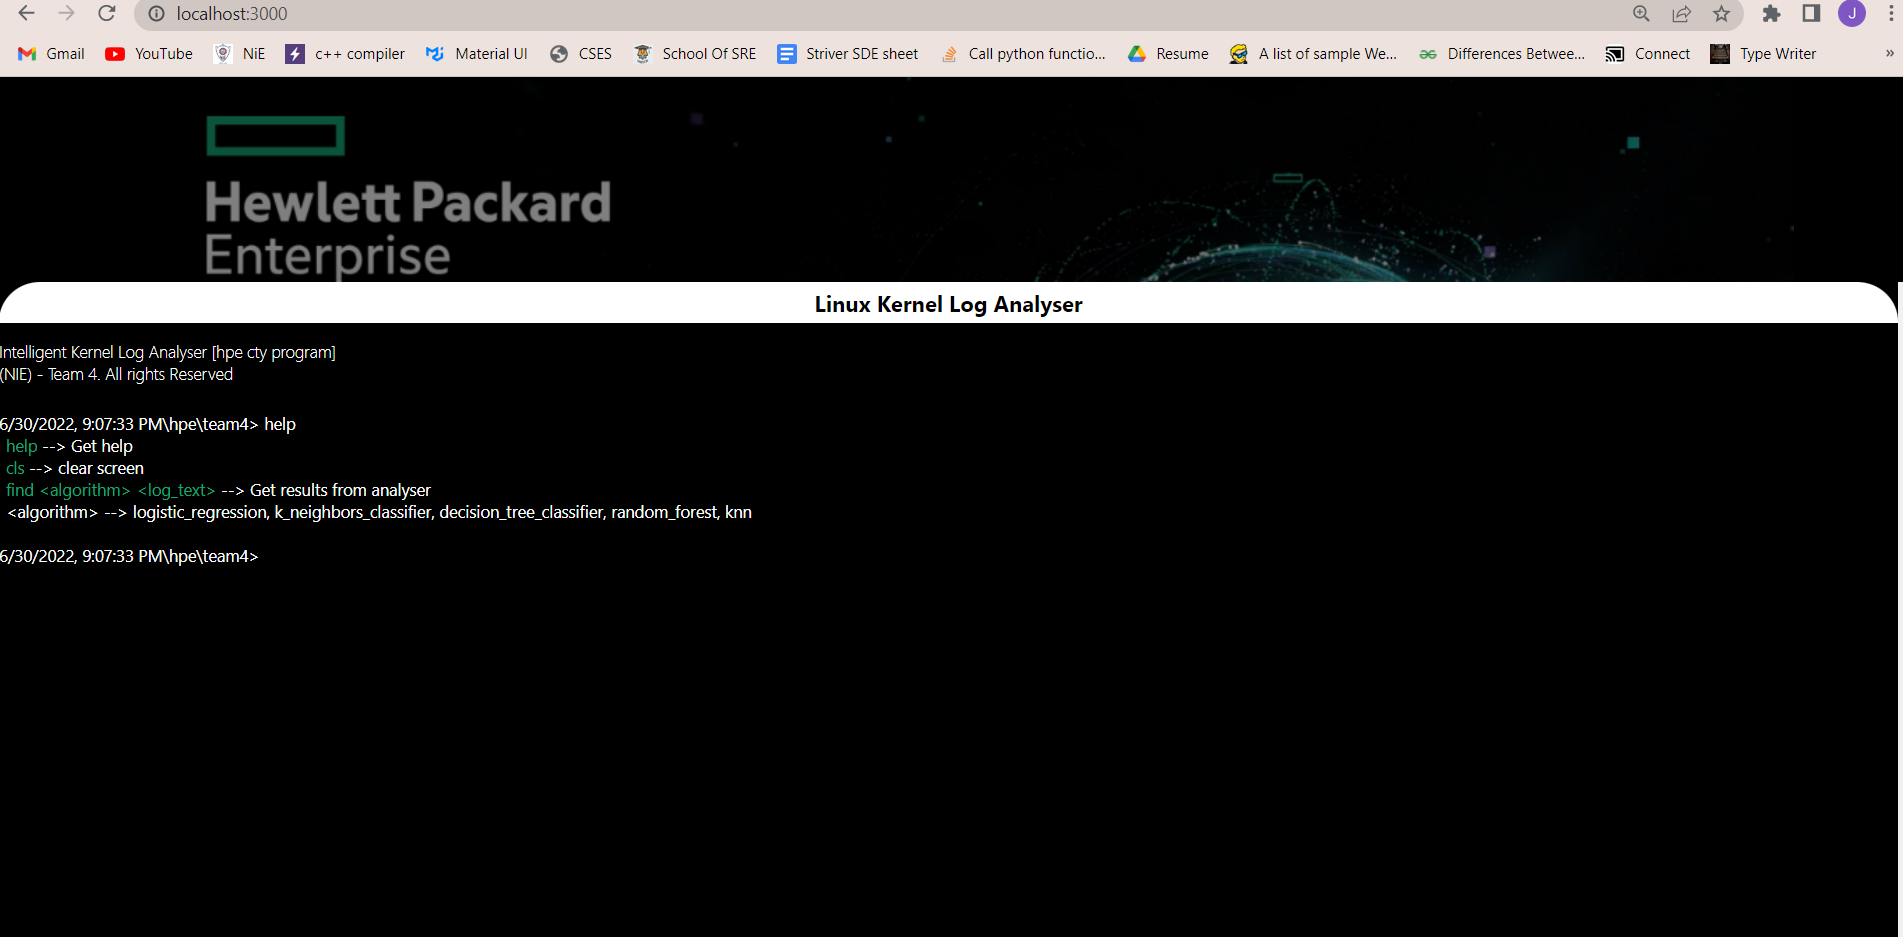 localhost:3000
J
Gmail YouTube NiE c++ compiler Material UI CSES School Of SRE Striver SDE sheet Call python functio... Resume A list of sample We... Differences Betwee... Connect Type Writer »
Hewlett Packard
Enterprise
Linux Kernel Log Analyser
Intelligent Kernel Log Analyser [hpe cty program]
(NIE) - Team 4. All rights Reserved
6/30/2022, 9:07:33 PM\hpe\team4> help
help --> Get help
cls --> clear screen
find <algorithm> <log_text> --> Get results from analyser
<algorithm> --> logistic_regression, k_neighbors_classifier, decision_tree_classifier, random_forest, knn
6/30/2022, 9:07:33 PM\hpe\team4>